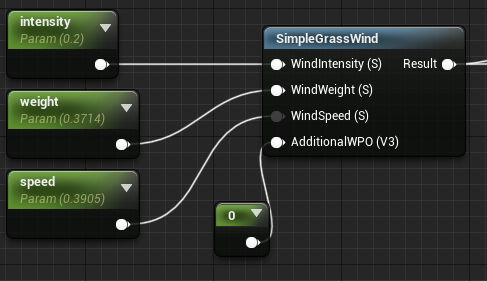 intensity
Param (0.2)
weight
Param (0.3714)
speed
Param (0.3905)
0
SimpleGrassWind
WindIntensity (S) Result
WindWeight (S)
WindSpeed (S)
AdditionalWPO (V3)